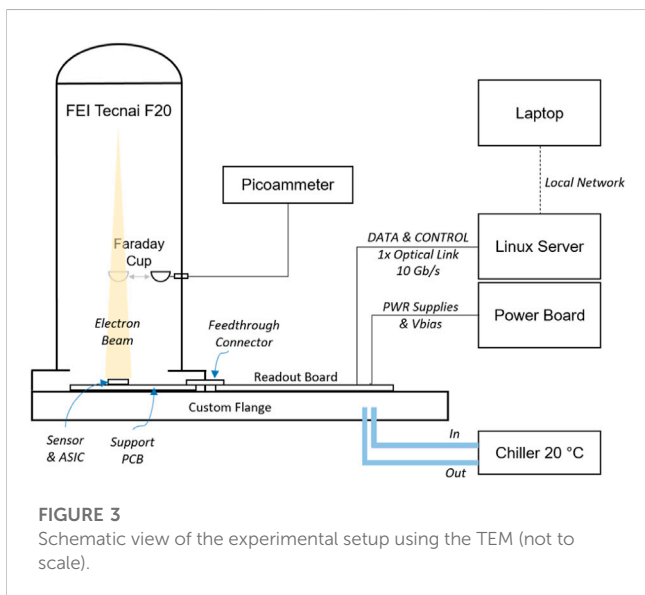 FEI Tecnai F20
Laptop
Picoammeter
Local Network
Faraday
Cup
DATA & CONTROL
1x Optical Link
10 Gb/s
Linux Server
PWR Supplies
& Vbias
Power Board
Electron
Beam
Feedthrough
Connector
Readout Board
Custom Flange
Sensor
& ASIC
Support
PCB
In
Out
Chiller 20 °C
FIGURE 3
Schematic view of the experimental setup using the TEM (not to
scale).